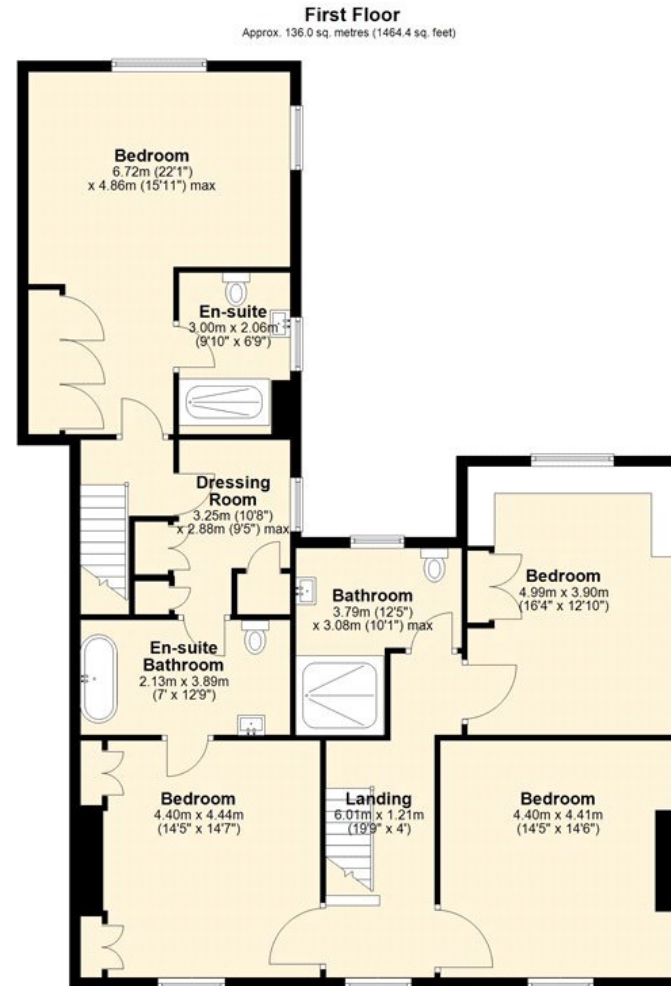 First Floor
Approx. 136.0 sq. metres (1464.4 sq. feet)
Bedroom
6.72m (22'1")
x 4.86m (15'11") max
En-suite
3.00m x 2.06m
(9'10" x 6'9")
Dressing
Room
3.25m (10'8")
x 2.88m (9'5") max
Bathroom
3.79m (12'5")
x 3.08m (10'1") max
Bedroom
4.99m x 3.90m
(16'4" x 12'10")
En-suite
Bathroom
2.13m x 3.89m
(7' x 12'9")
Bedroom
4.40m x 4.44m
(14'5" x 14'7")
Landing
6.01m x 1.21m
(19'9" x 4')
Bedroom
4.40m x 4.41m
(14'5" x 14'6")